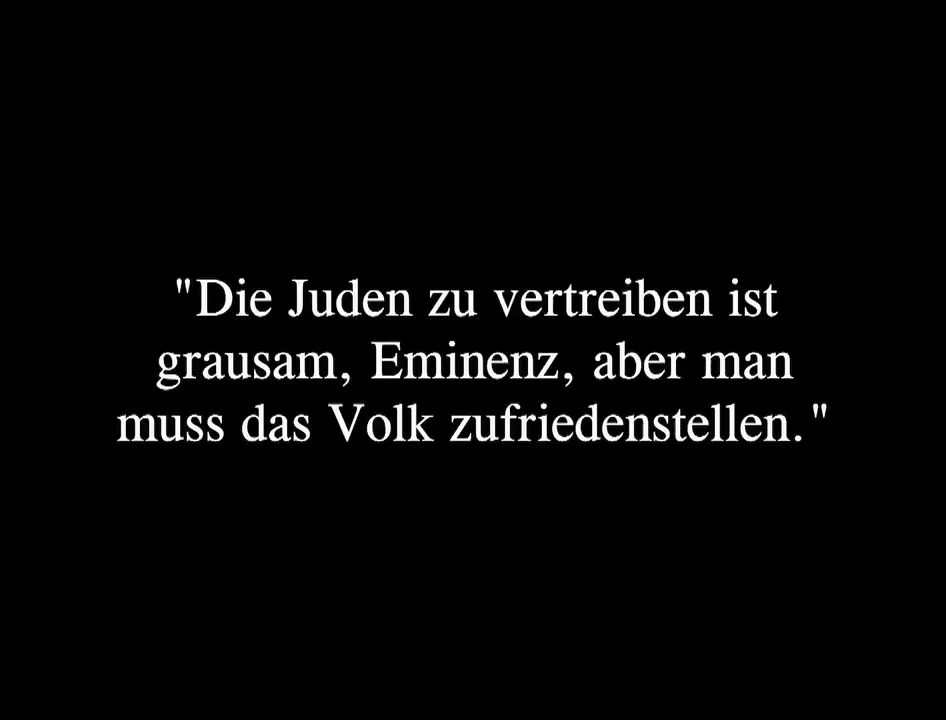 "Die Juden zu vertreiben ist
grausam, Eminenz, aber man
muss das Volk zufriedenstellen."